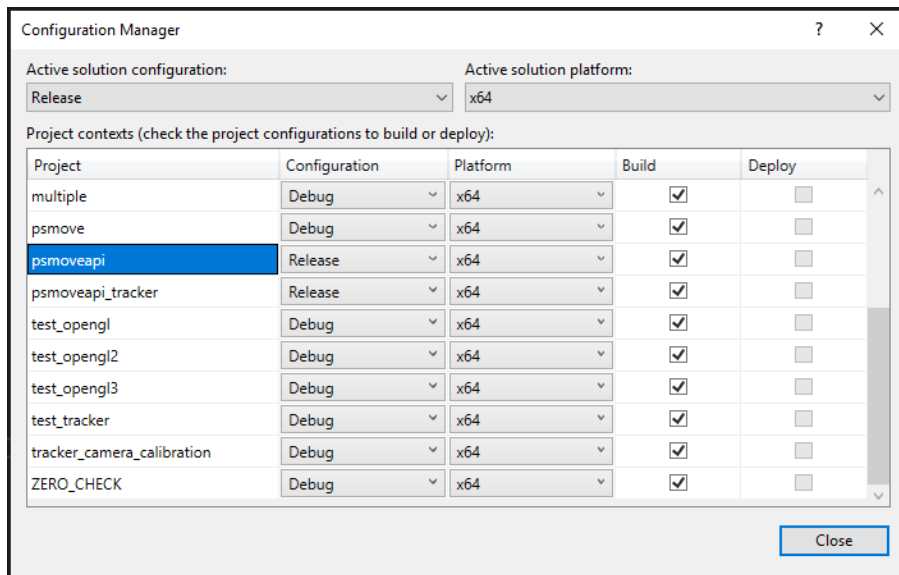 Configuration Manager ?
Active solution configuration: Active solution platform:
Release x64
Project contexts (check the project configurations to build or deploy):
Project Configuration Platform Build Deploy
multiple Debug x64
psmove Debug x64
psmoveapi Release x64
psmoveapi_tracker Release x64
test_opengl Debug x64
test_opengl2 Debug x64
test_opengl3 Debug x64
test_tracker Debug x64
tracker_camera_calibration Debug x64
ZERO_CHECK Debug x64
Close